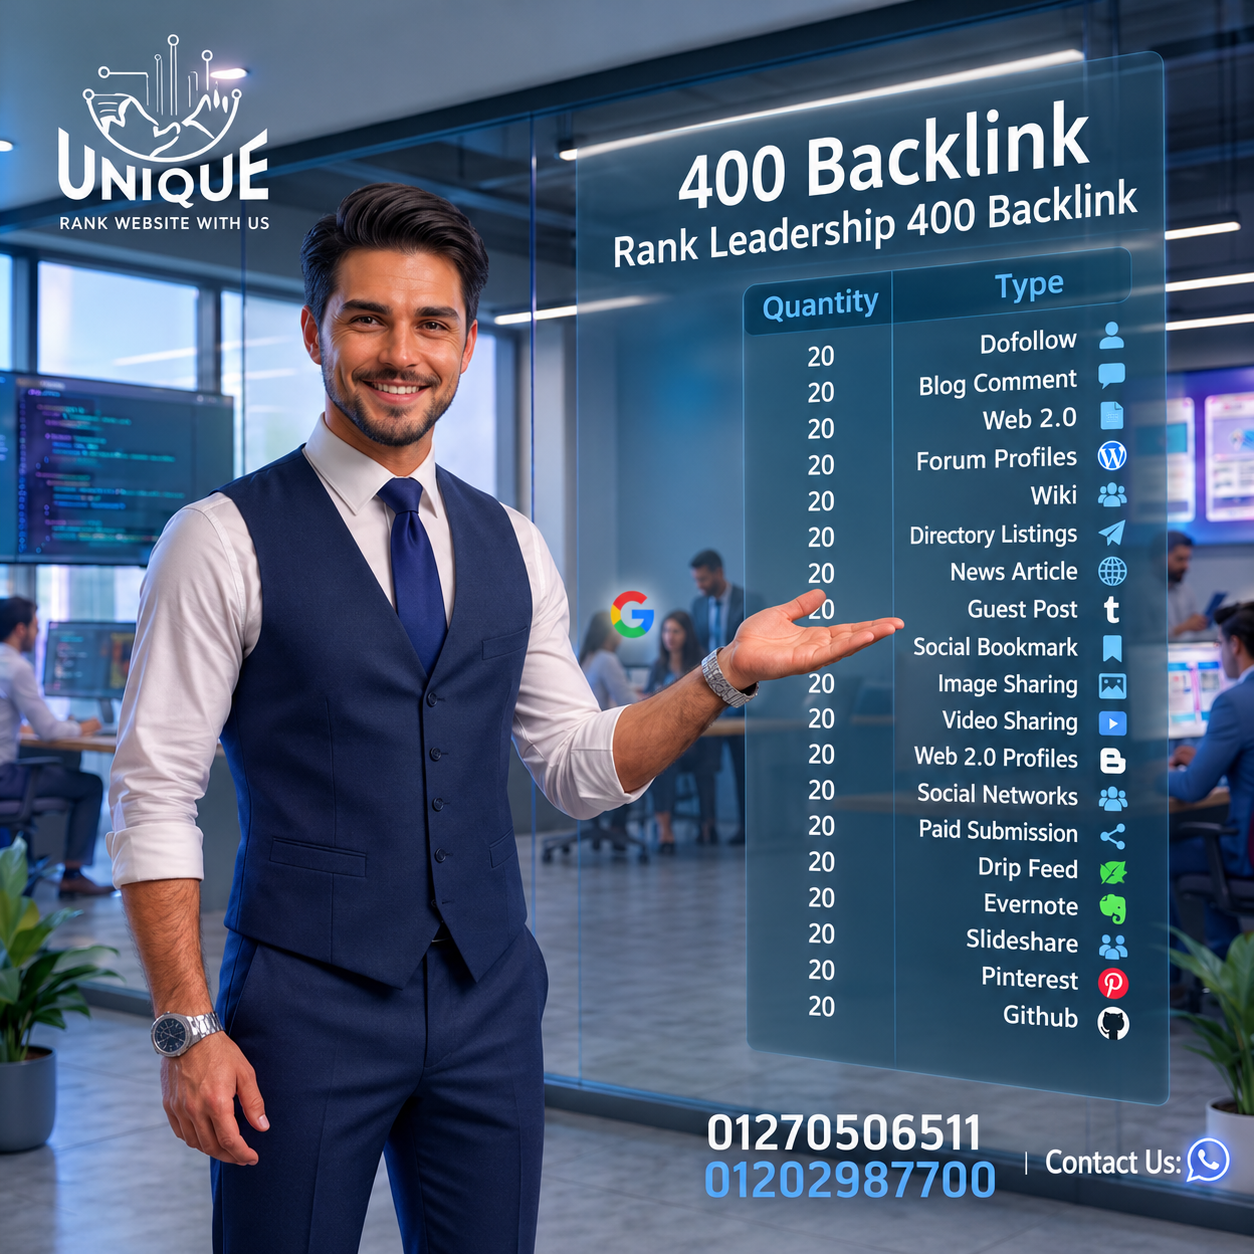 UNIQUE
RANK WEBSITE WITH US
400 Backlink
Rank Leadership 400 Backlink
Quantity Type
20 Dofollow
20 Blog Comment
20 Web 2.0
20 Forum Profiles
20 Wiki
20 Directory Listings
20 News Article
20 Guest Post
Social Bookmark
20 Image Sharing
20 Video Sharing
20 Web 2.0 Profiles
20 Social Networks
20 Paid Submission
20 Drip Feed
20 Evernote
20 Slideshare
20 Pinterest
20 Github
01270506511
01202987700
| Contact Us: